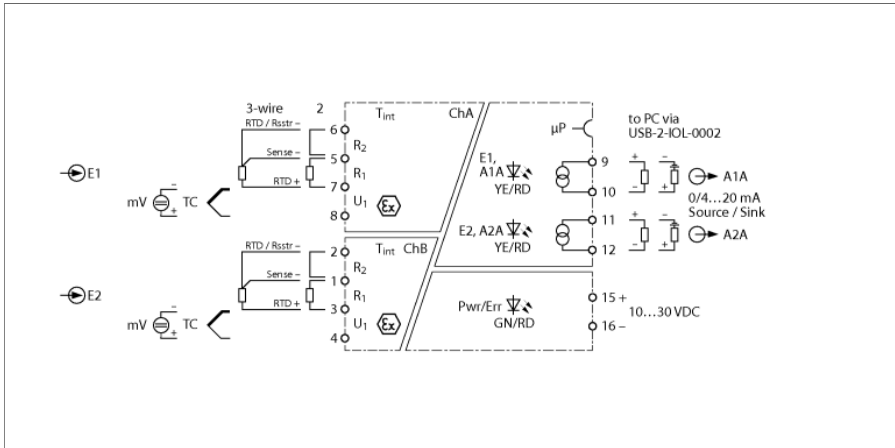 3-wire 2
RTD / Rsstr –
6
Tint
ChA
Sense –
5
R2
R1
RTD +
7
U1
Ex
8
E1
mV
–
+
TC
RTD / Rsstr –
2
Tint ChB
Sense –
1
R2
R1
RTD +
3
U1
Ex
4
E2
mV
–
+
TC
µP
to PC via
USB-2-IOL-0002
E1,
A1A
YE/RD
9
10
+
–
–
+
A1A
0/4…20 mA
Source / Sink
E2, A2A
YE/RD
11
12
+
–
–
+
A2A
Pwr/Err
GN/RD
15 +
16 –
10…30 VDC